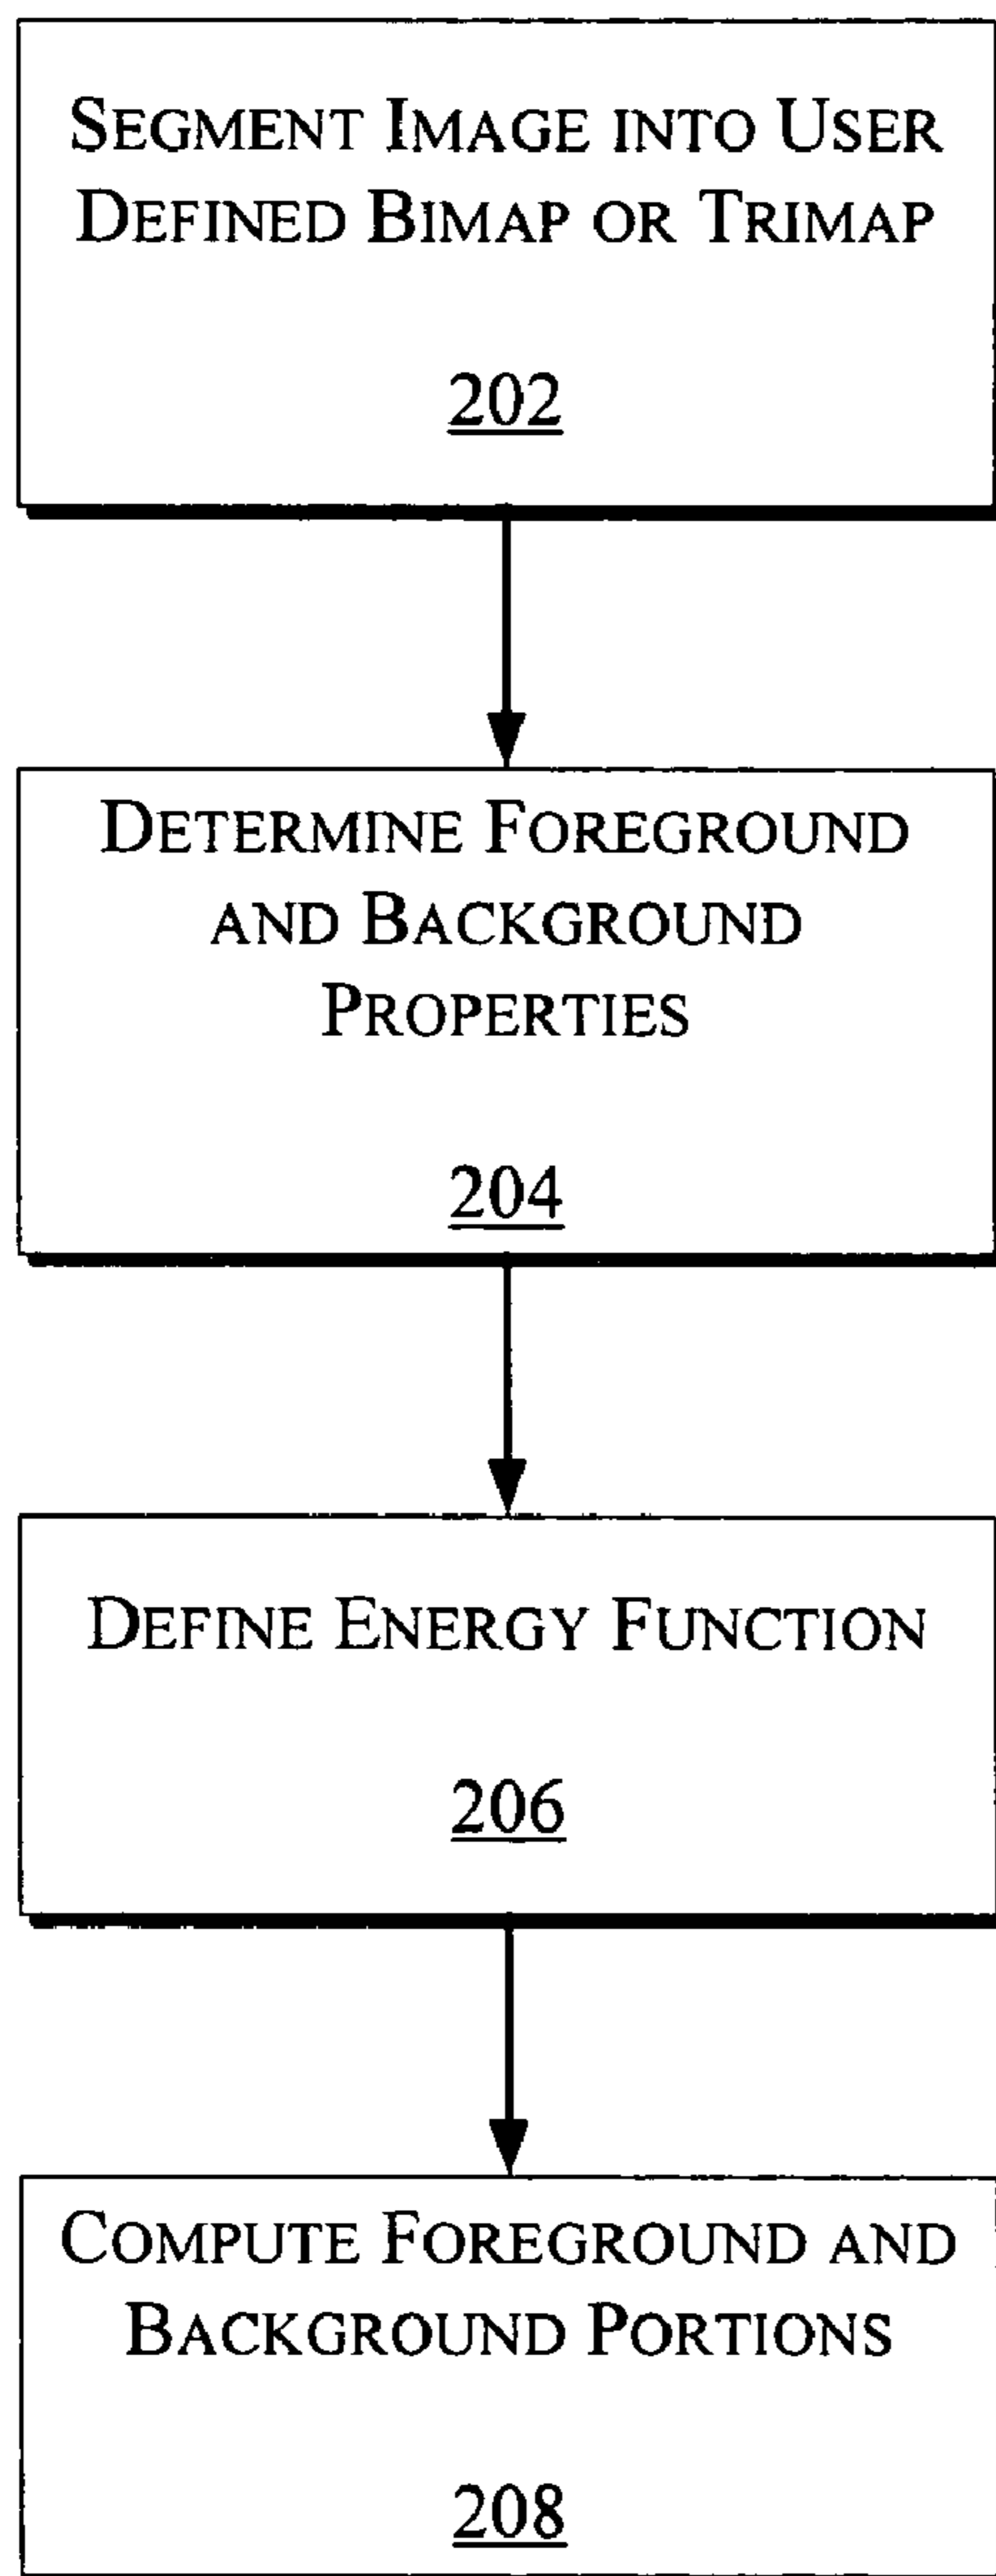 SEGMENT IMAGE INTO USER
DEFINED BIMAP OR TRIMAP
202
DETERMINE FOREGROUND
AND BACKGROUND
PROPERTIES
204
DEFINE ENERGY FUNCTION
206
COMPUTE FOREGROUND AND
BACKGROUND PORTIONS
208